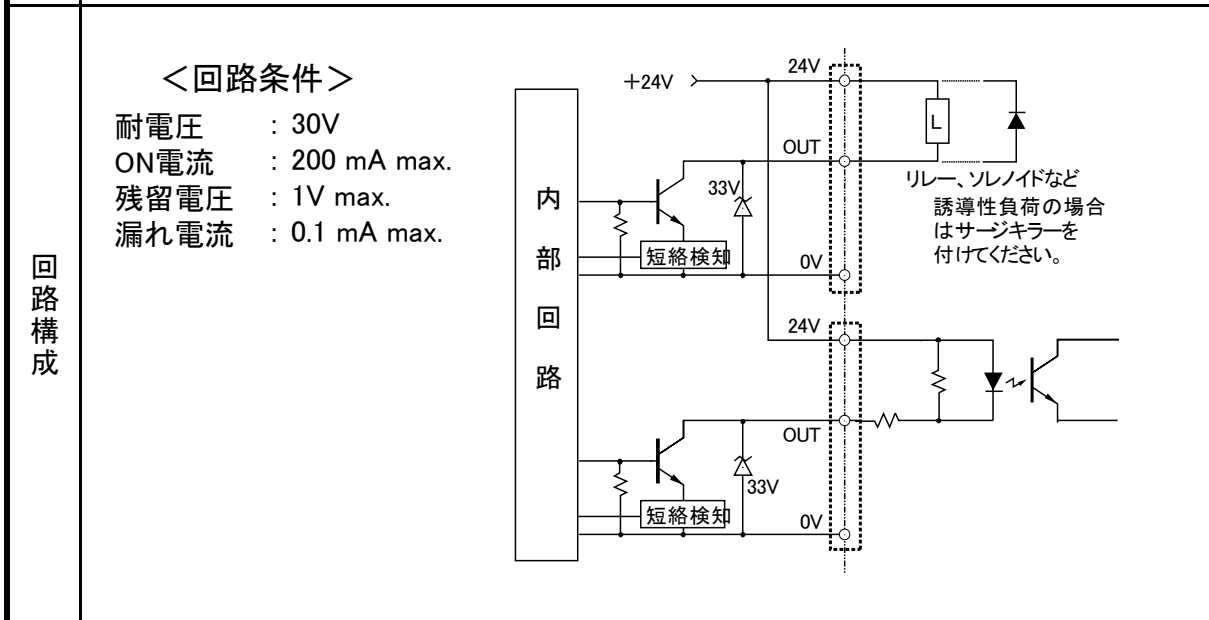 回路構成
＜回路条件＞
耐電圧 : 30V
ON電流 : 200 mA max.
残留電圧 : 1V max.
漏れ電流 : 0.1 mA max.
内部回路
＋24V
24V
L
OUT
33V
短絡検知
0V
リレー、ソレノイドなど
誘導性負荷の場合
はサージキラーを
付けてください。
24V
OUT
33V
短絡検知
0V